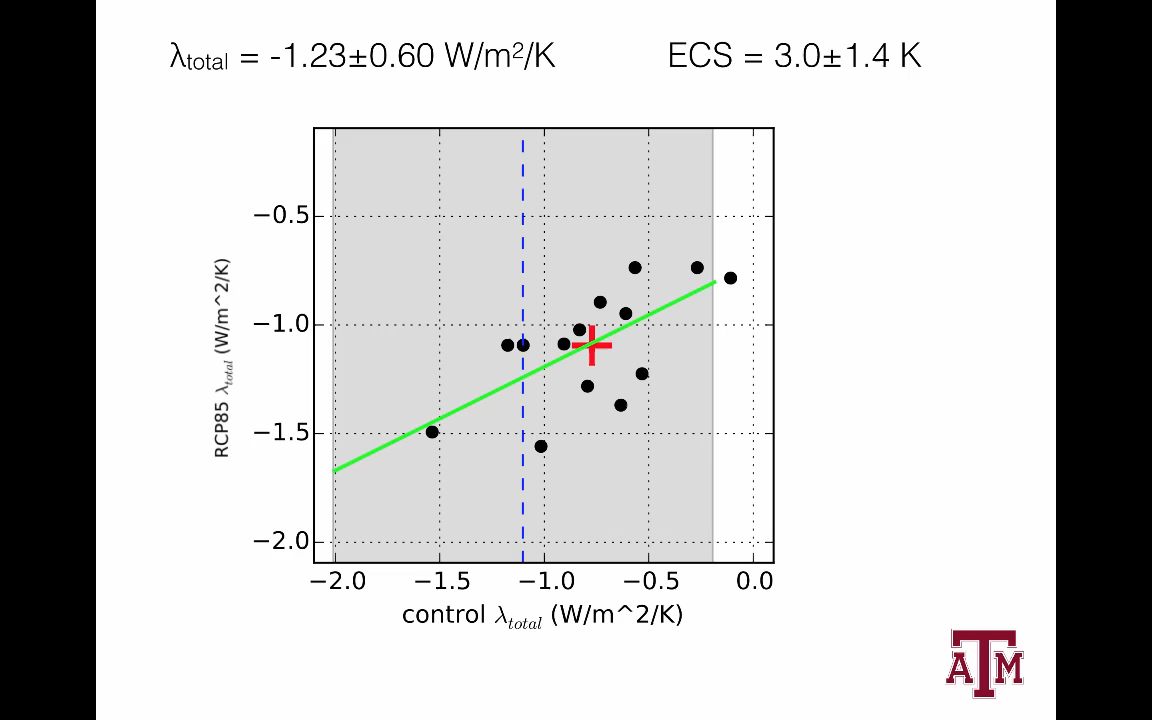 λtotal = -1.23±0.60 W/m²/K
ECS = 3.0±1.4 K
−0.5
−1.0
−1.5
−2.0
RCP85 λtotal (W/m^2/K)
−2.0 −1.5 −1.0 −0.5 0.0
control λtotal (W/m^2/K)
ATM